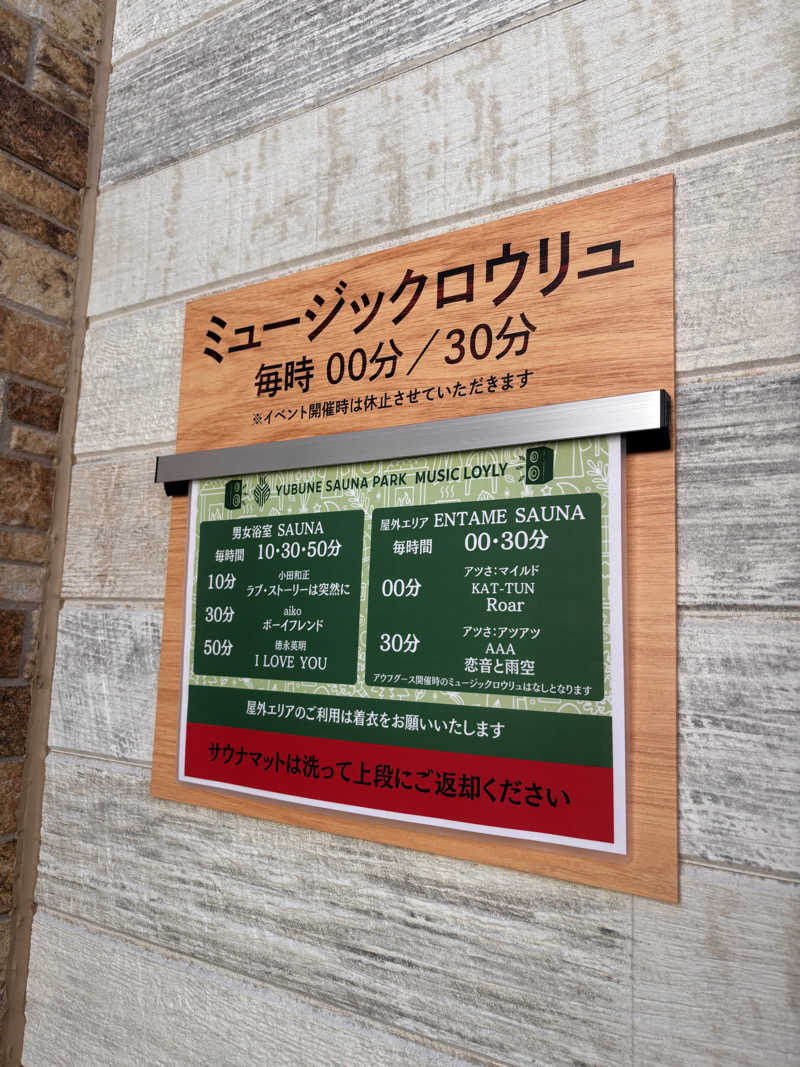 ミュージックロウリュ
毎時 00分／30分
※イベント開催時は休止させていただきます
YUBUNE SAUNA PARK MUSIC LOYLY
男女浴室 SAUNA
毎時間 10・30・50分
10分
小田和正
ラブ・ストーリーは突然に
30分
aiko
ボーイフレンド
50分
徳永英明
I LOVE YOU
屋外エリア ENTAME SAUNA
毎時間 00・30分
00分
アツさ：マイルド
KAT-TUN
Roar
30分
アツさ：アツアツ
AAA
恋音と雨空
アウフグース開催時のミュージックロウリュはなしとなります
屋外エリアのご利用は着衣をお願いいたします
サウナマットは洗って上段にご返却ください